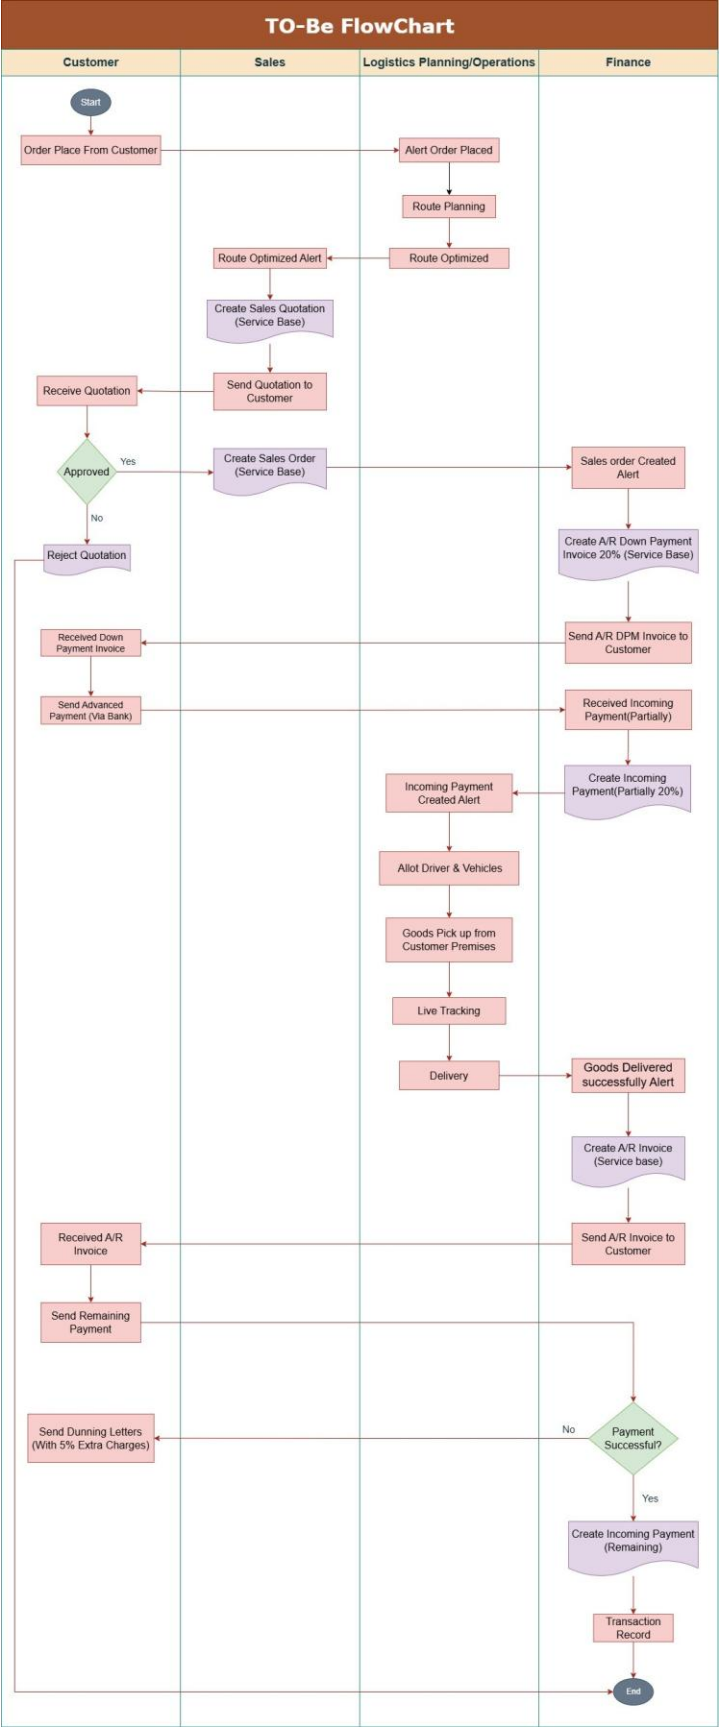 TO-Be FlowChart
Customer
Sales
Logistics Planning/Operations
Finance
Start
Order Place From Customer
Alert Order Placed
Route Planning
Route Optimized Alert
Route Optimized
Create Sales Quotation
(Service Base)
Receive Quotation
Send Quotation to
Customer
Approved
Yes
Create Sales Order
(Service Base)
Sales order Created
Alert
No
Reject Quotation
Create A/R Down Payment
Invoice 20% (Service Base)
Received Down
Payment Invoice
Send A/R DPM Invoice to
Customer
Send Advanced
Payment (Via Bank)
Received Incoming
Payment(Partially)
Incoming Payment
Created Alert
Create Incoming
Payment(Partially 20%)
Allot Driver & Vehicles
Goods Pick up from
Customer Premises
Live Tracking
Delivery
Goods Delivered
successfully Alert
Create A/R Invoice
(Service base)
Received A/R
Invoice
Send A/R Invoice to
Customer
Send Remaining
Payment
Send Dunning Letters
(With 5% Extra Charges)
No
Payment
Successful?
Yes
Create Incoming Payment
(Remaining)
Transaction
Record
End